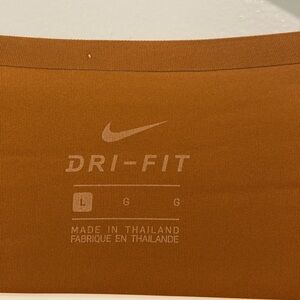 DRI-FIT
L G G
MADE IN THAILAND
FABRIQUE EN THAILANDE